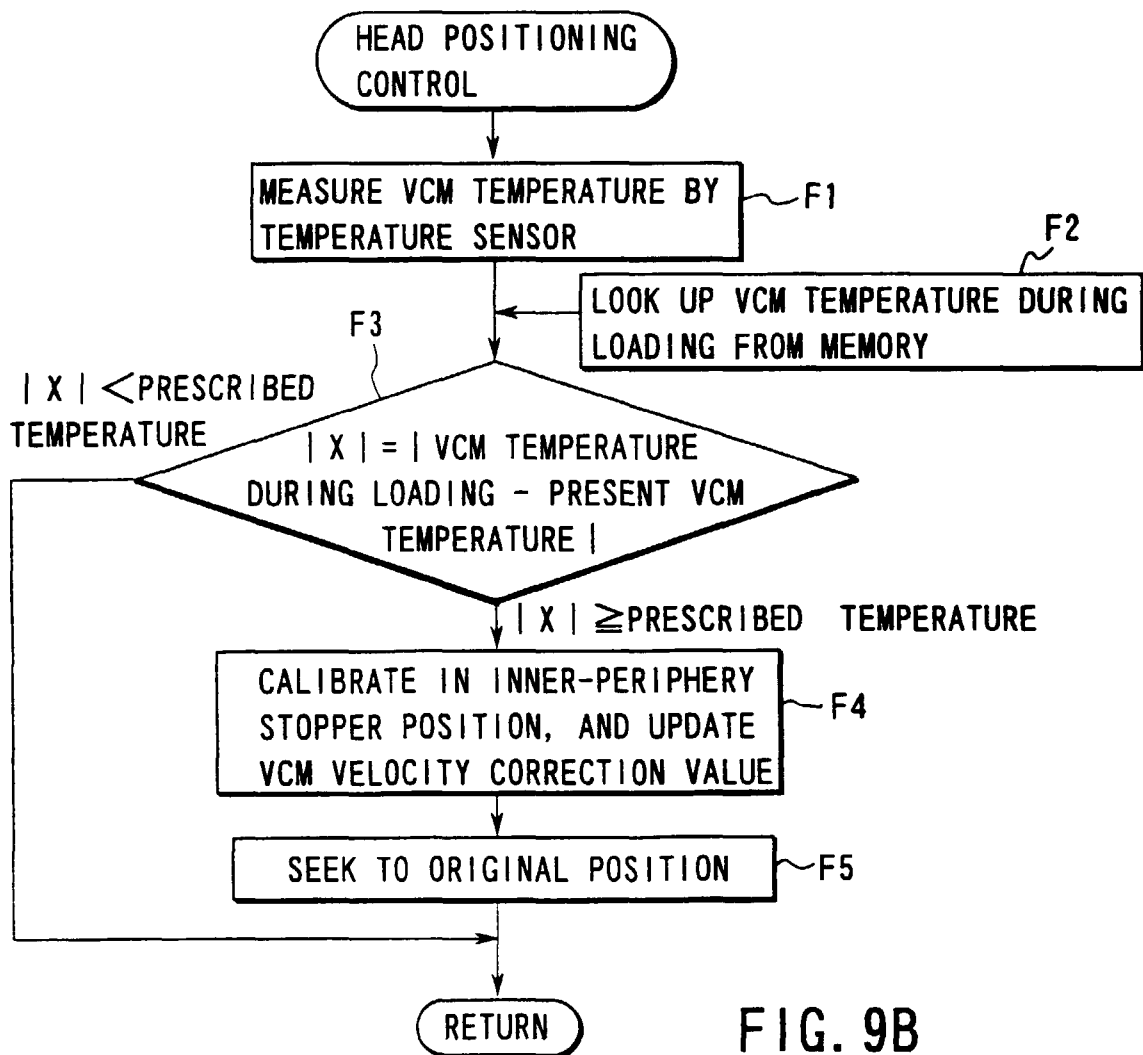 HEAD POSITIONING
CONTROL
MEASURE VCM TEMPERATURE BY
TEMPERATURE SENSOR
F1
F2
LOOK UP VCM TEMPERATURE DURING
LOADING FROM MEMORY
F3
| X | <PRESCRIBED
TEMPERATURE
| X | = | VCM TEMPERATURE
DURING LOADING - PRESENT VCM
TEMPERATURE |
| X | ≧PRESCRIBED TEMPERATURE
CALIBRATE IN INNER-PERIPHERY
STOPPER POSITION, AND UPDATE
VCM VELOCITY CORRECTION VALUE
F4
SEEK TO ORIGINAL POSITION
F5
RETURN
FIG. 9B